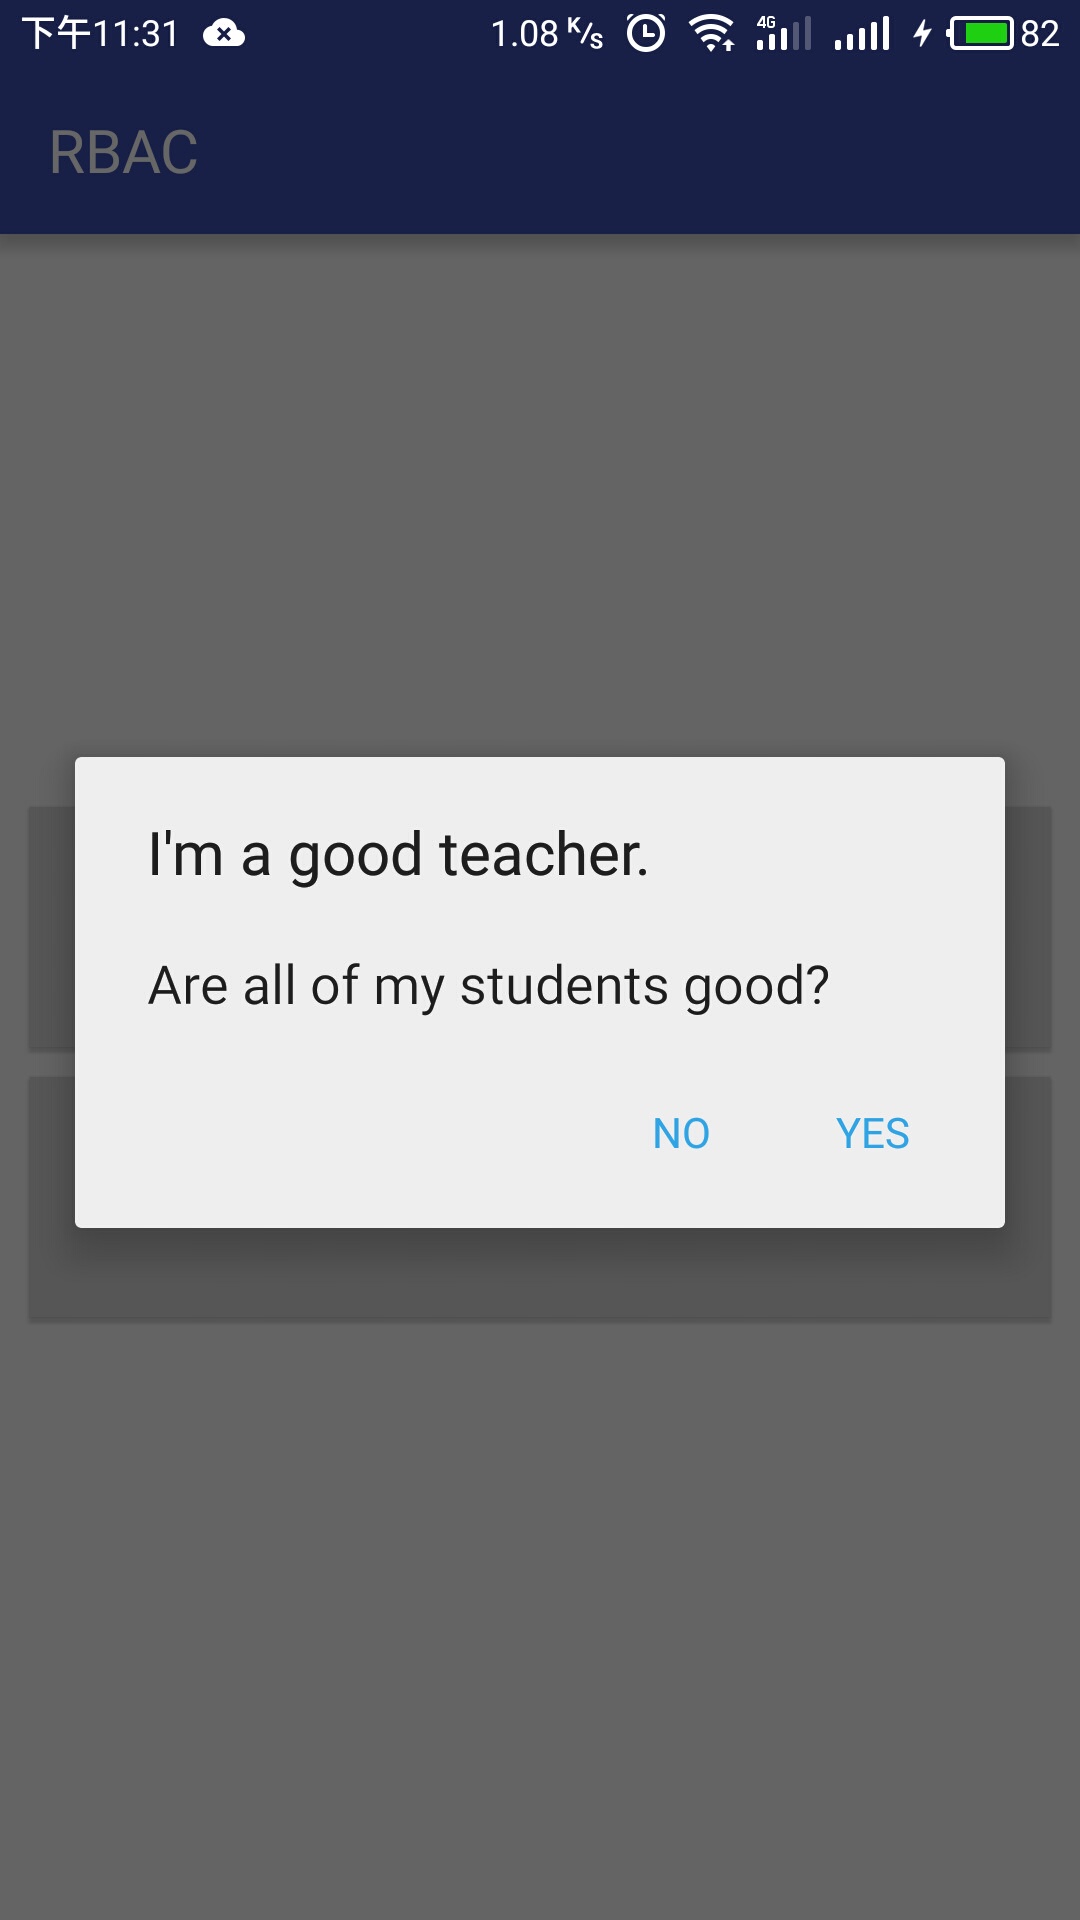 下午11:31 1.08 K/s 4G 82
RBAC
I'm a good teacher.
Are all of my students good?
NO YES